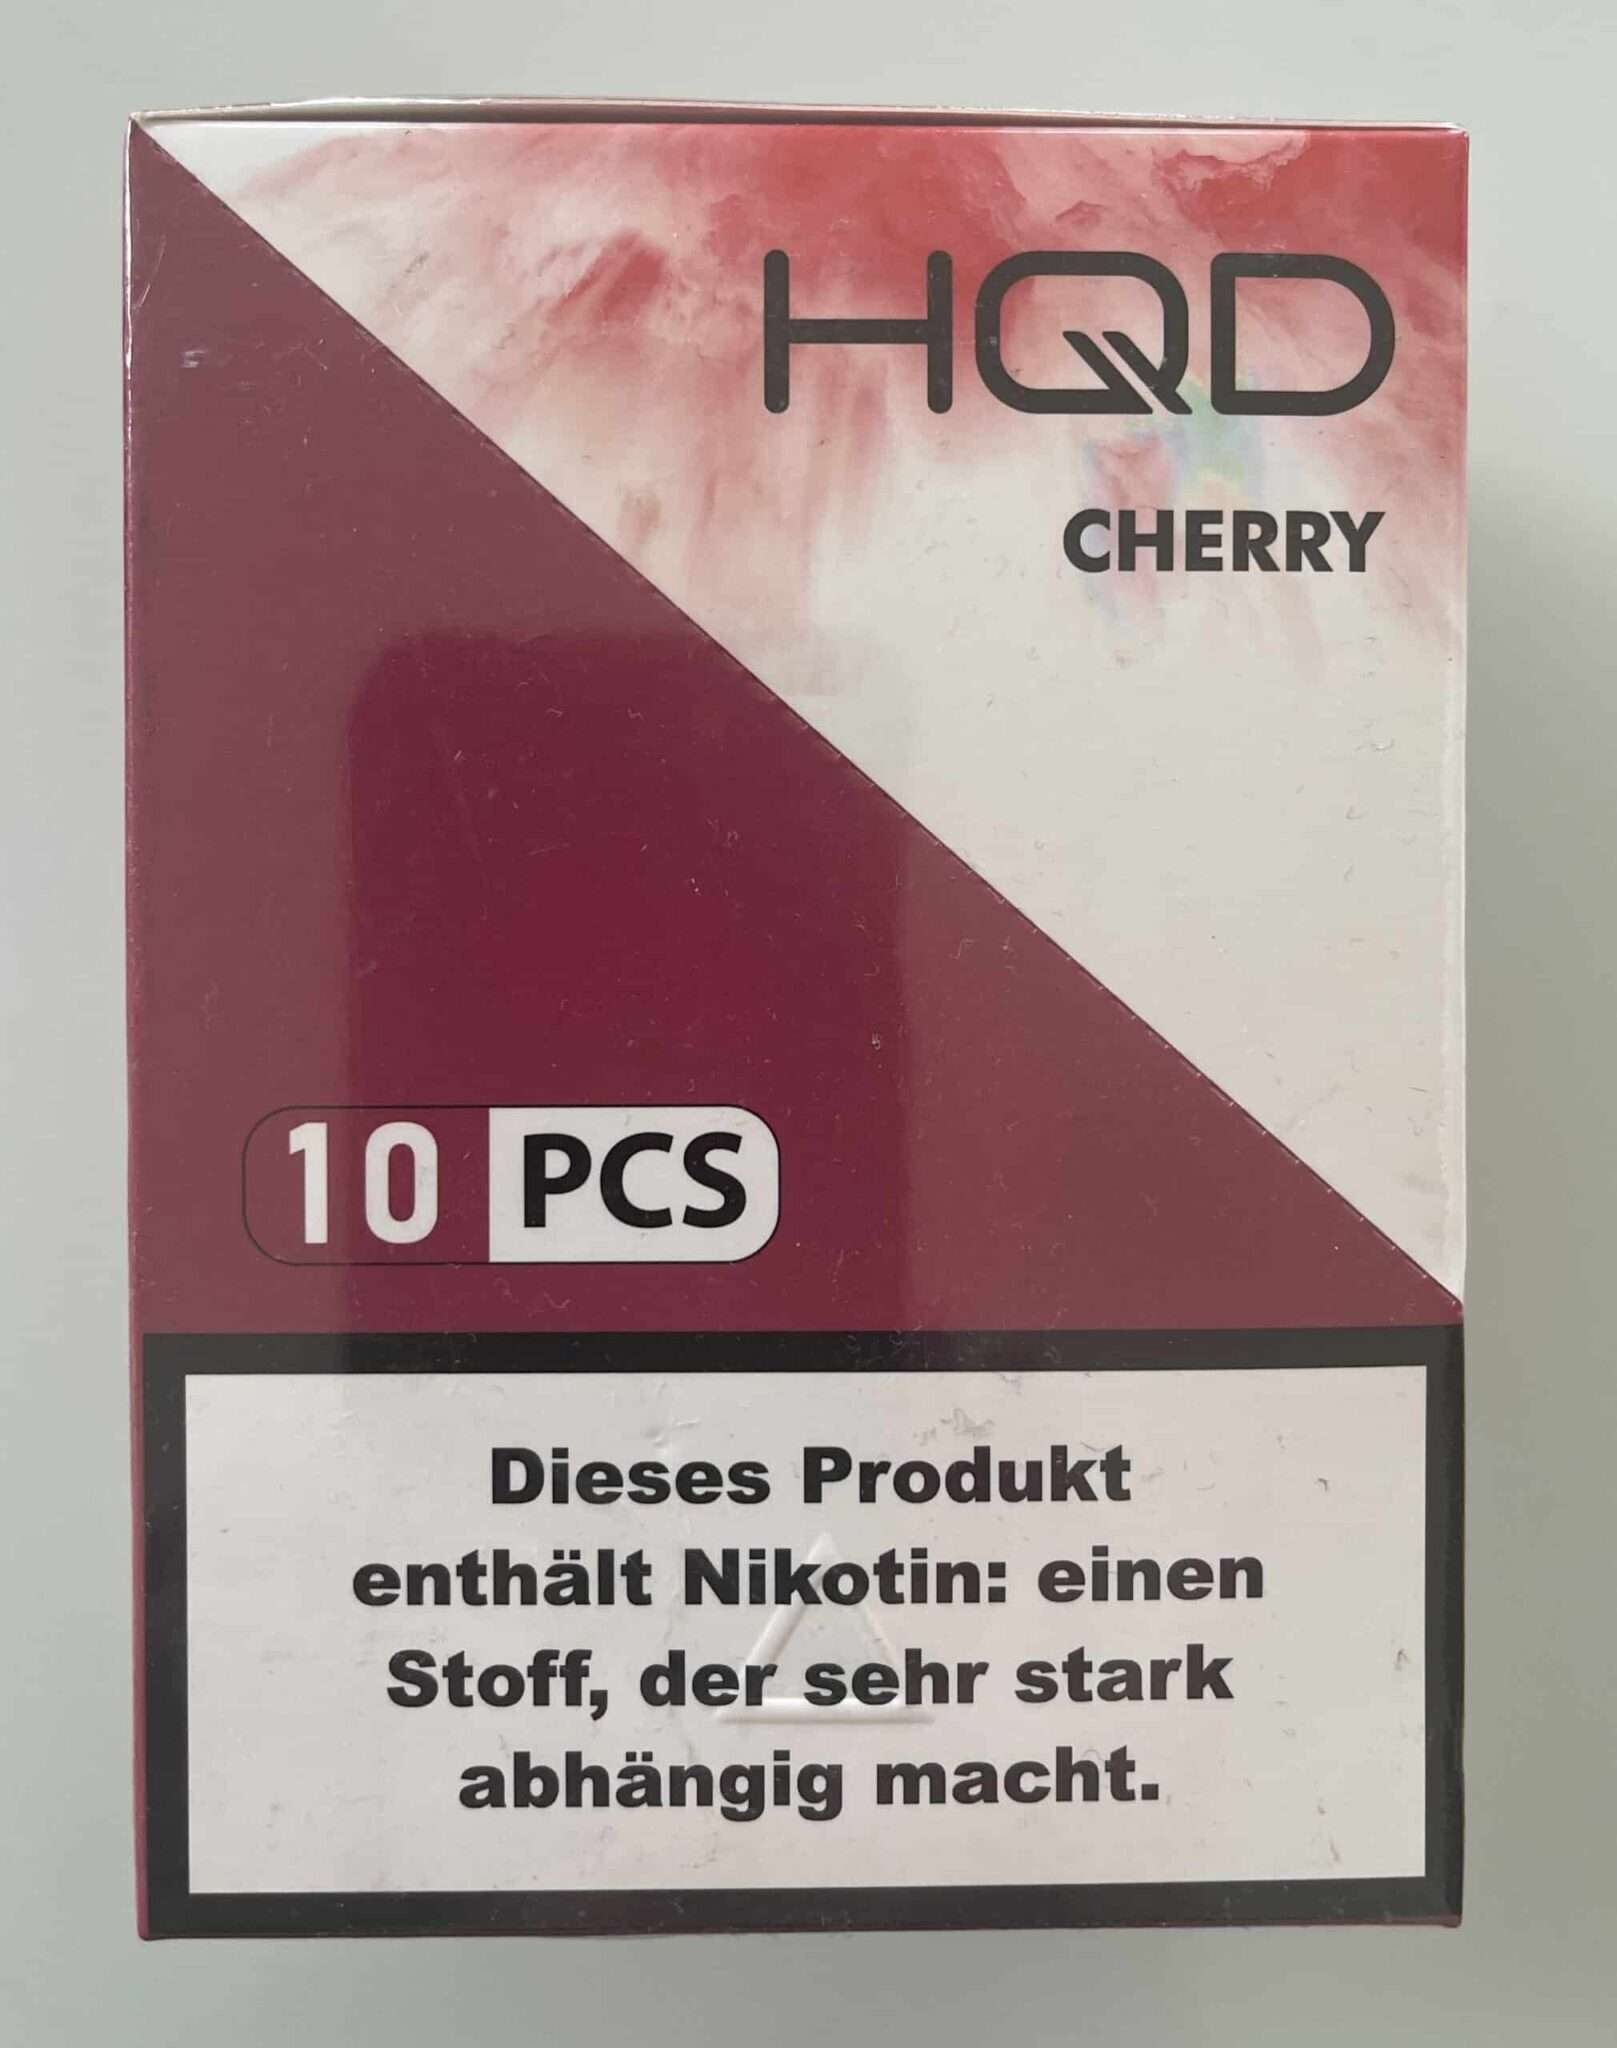 HQD
CHERRY
10 PCS
Dieses Produkt
enthält Nikotin: einen
Stoff, der sehr stark
abhängig macht.